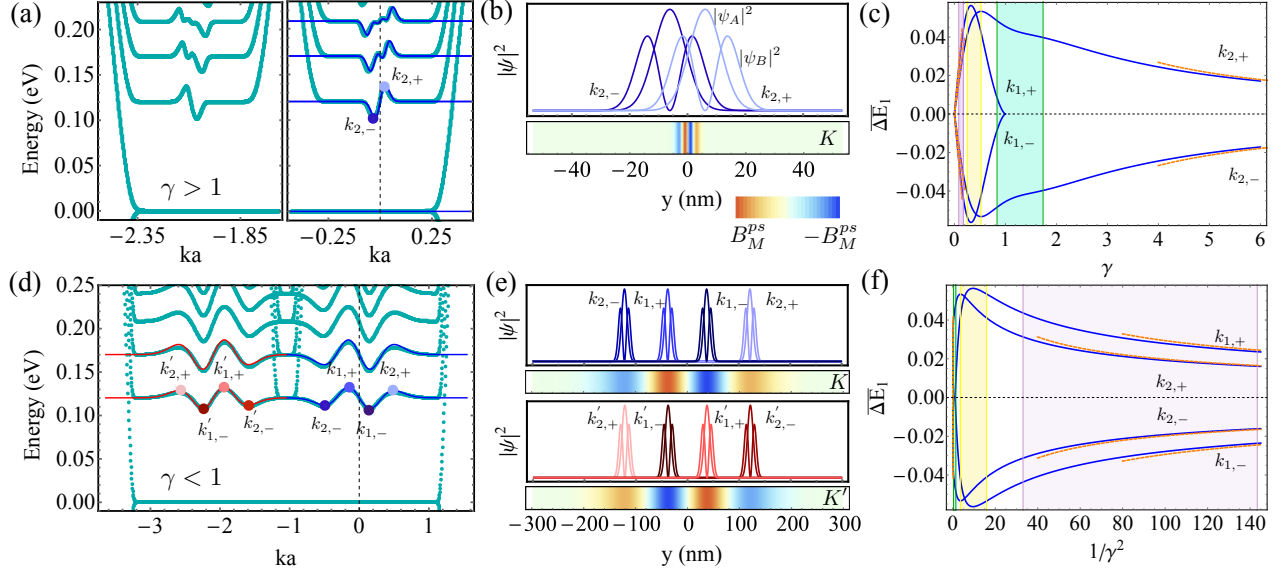 (a)
Energy (eV)
0.20
0.15
0.10
0.05
0.00
γ > 1
−2.35
−1.85
ka
k₂,₊
k₂,₋
−0.25
0.25
ka
(b)
|ψ|²
|ψ_A|²
|ψ_B|²
k₂,₋
k₂,₊
K
−40
−20
0
20
40
y (nm)
B_M^{ps}
−B_M^{ps}
(c)
ΔE̅₁
0.04
0.02
0.00
−0.02
−0.04
k₂,₊
k₁,₊
k₁,₋
k₂,₋
0
1
2
3
4
5
6
γ
(d)
Energy (eV)
0.25
0.20
0.15
0.10
0.05
0.00
k′₂,₊
k′₁,₊
k₁,₊
k₂,₊
k′₁,₋
k′₂,₋
k₂,₋
k₁,₋
γ < 1
−3
−2
−1
0
1
ka
(e)
|ψ|²
k₂,₋
k₁,₊
k₁,₋
k₂,₊
K
|ψ|²
k′₂,₊
k′₁,₋
k′₁,₊
k′₂,₋
K′
−300
−200
−100
0
100
200
300
y (nm)
(f)
ΔE̅₁
0.04
0.02
0.00
−0.02
−0.04
k₁,₊
k₂,₊
k₂,₋
k₁,₋
0
20
40
60
80
100
120
140
1/γ²